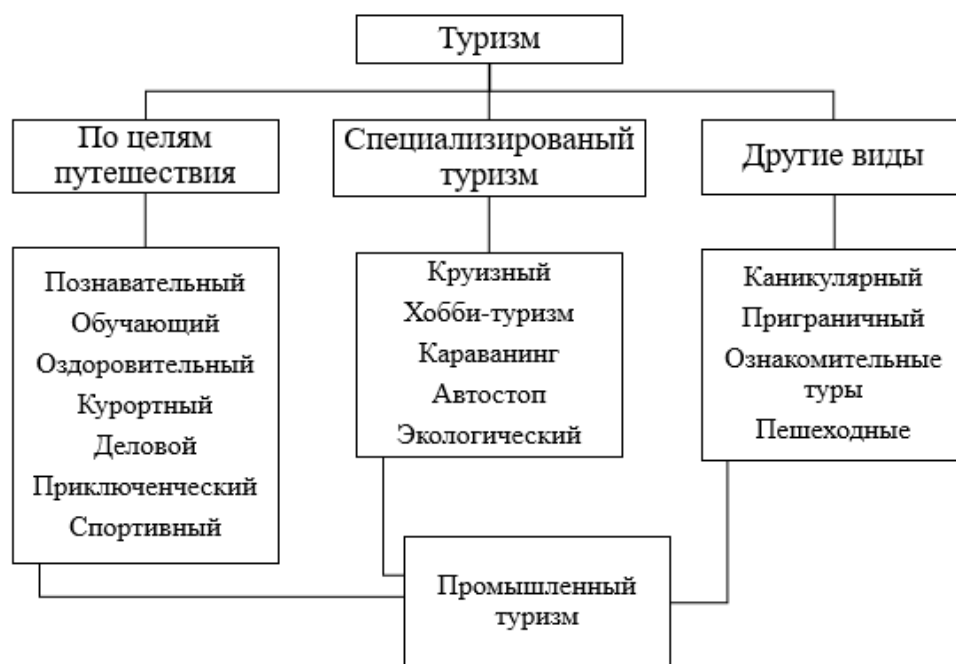 Туризм
По целям
путешествия
Специализированый
туризм
Другие виды
Познавательный
Обучающий
Оздоровительный
Курортный
Деловой
Приключенческий
Спортивный
Круизный
Хобби-туризм
Караванинг
Автостоп
Экологический
Каникулярный
Приграничный
Ознакомительные
туры
Пешеходные
Промышленный
туризм